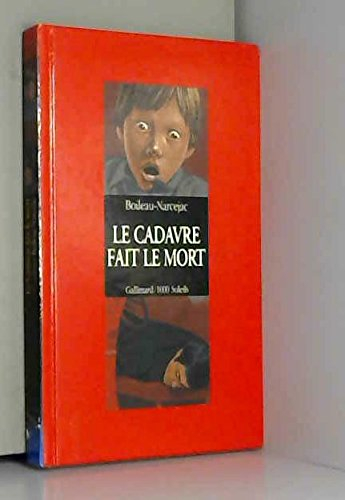 Boileau-Narcejac
LE CADAVRE
FAIT LE MORT
Gallimard/1000 Soleils